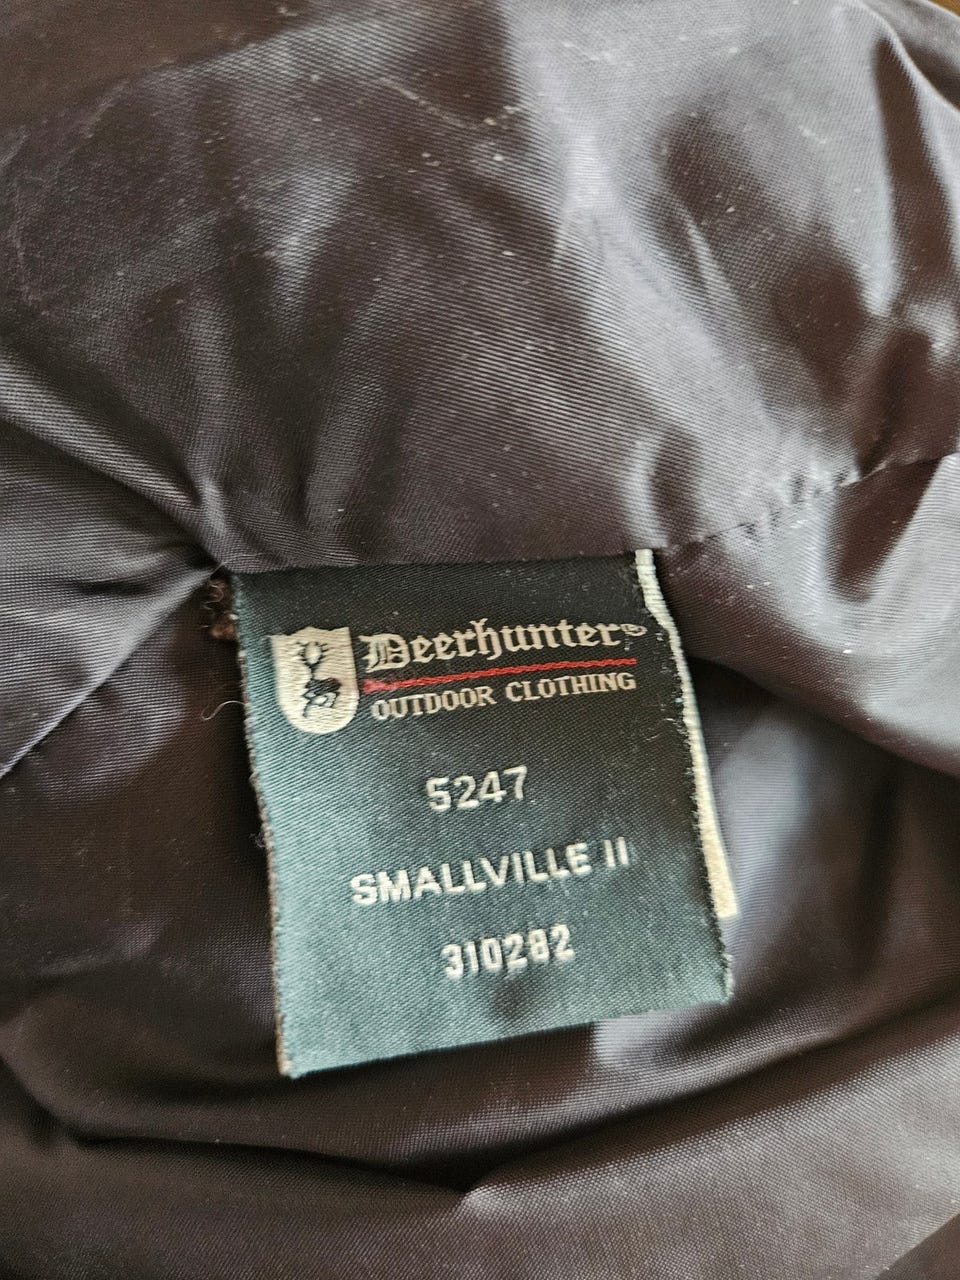 Deerhunter
OUTDOOR CLOTHING
5247
SMALLVILLE II
310282